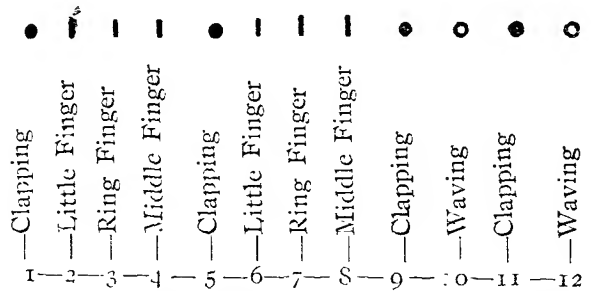 Clapping
Little Finger
Ring Finger
Middle Finger
Clapping
Little Finger
Ring Finger
Middle Finger
Clapping
Waving
Clapping
Waving
1—2—3—4—5—6—7—8—9—10—11—12